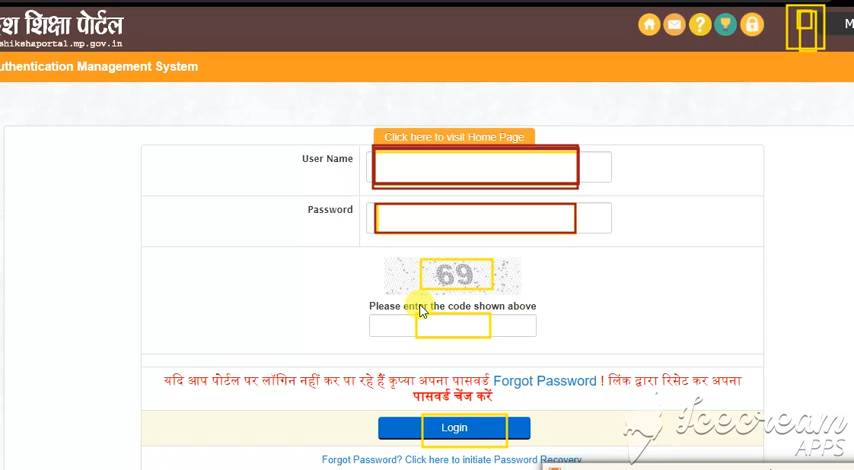 श शिक्षा पोर्टल
shikshaportal.mp.gov.in
M
uthentication Management System
Click here to visit Home Page
User Name
Password
69
Please enter the code shown above
यदि आप पोर्टल पर लॉगिन नहीं कर पा रहे हैं कृप्या अपना पासवर्ड Forgot Password ! लिंक द्वारा रिसेट कर अपना
पासवर्ड चेंज करें
Login
Forgot Password? Click here to initiate Password Recovery
Icecream
APPS